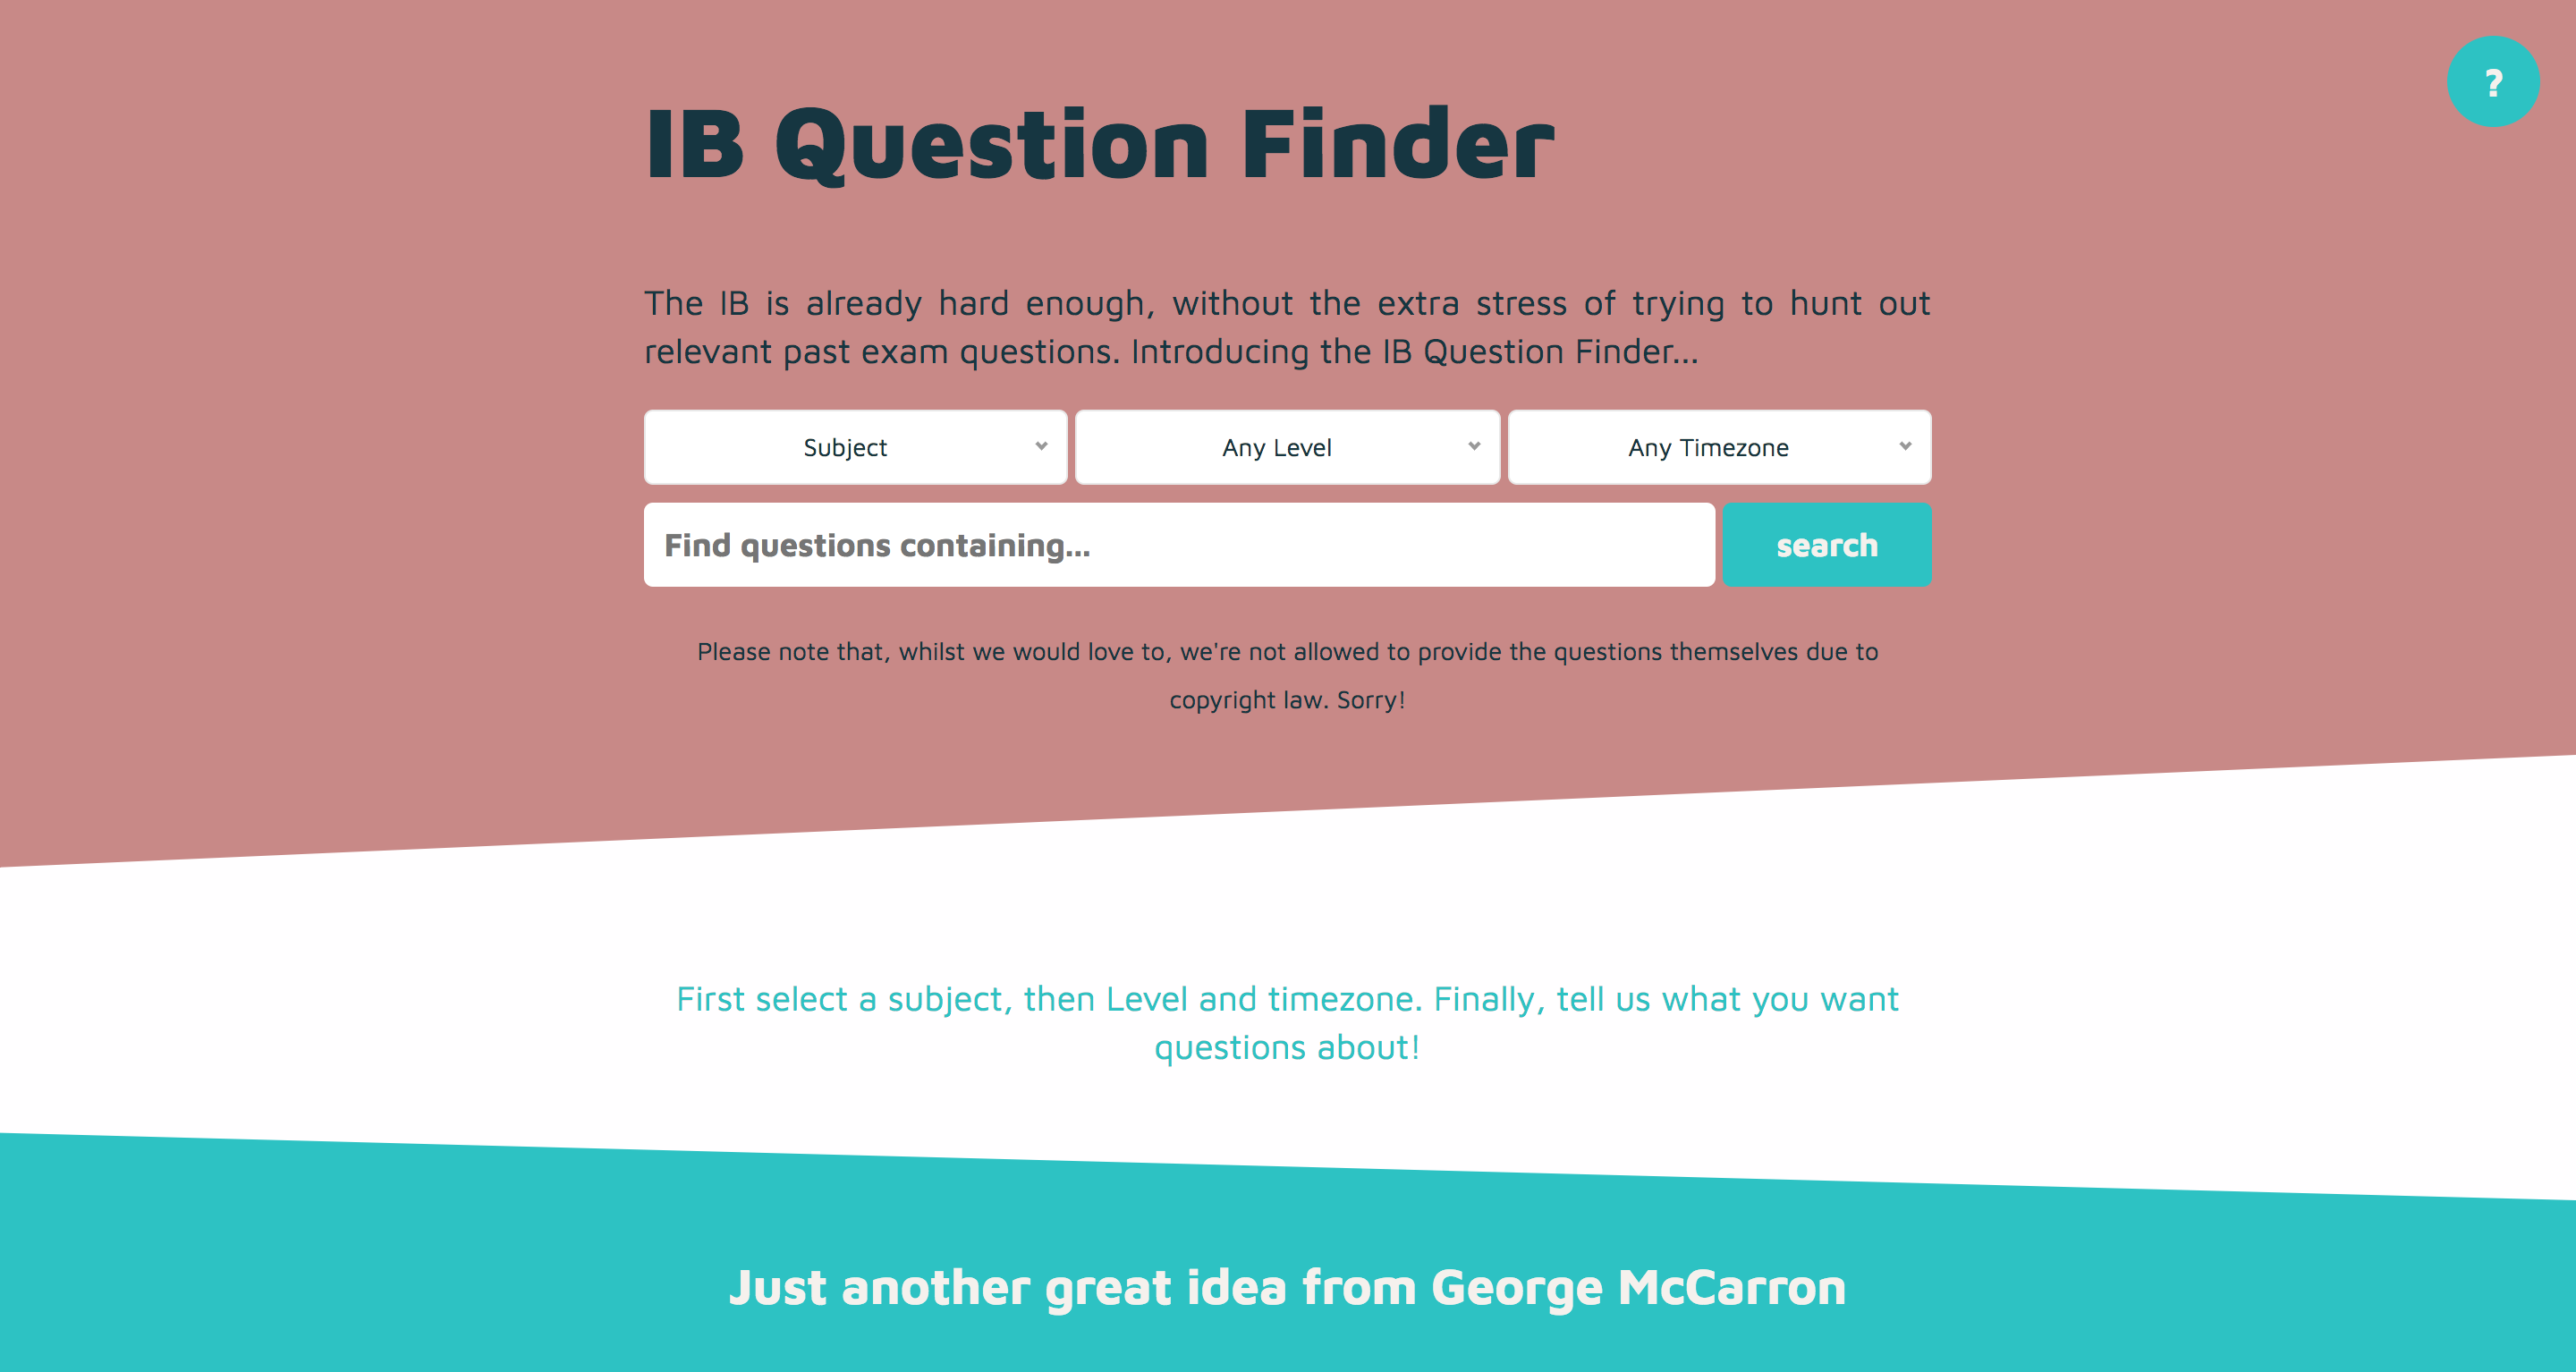 ?
IB Question Finder
The IB is already hard enough, without the extra stress of trying to hunt out
relevant past exam questions. Introducing the IB Question Finder...
Subject
Any Level
Any Timezone
Find questions containing...
search
Please note that, whilst we would love to, we're not allowed to provide the questions themselves due to
copyright law. Sorry!
First select a subject, then Level and timezone. Finally, tell us what you want
questions about!
Just another great idea from George McCarron